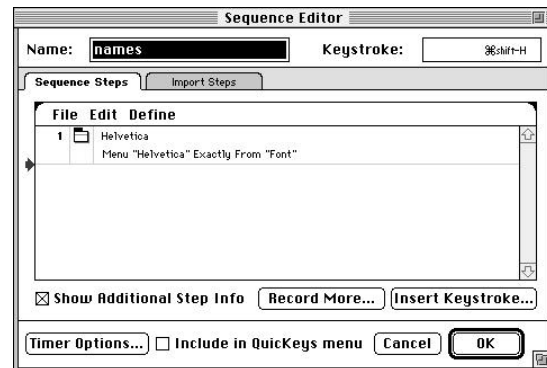 Sequence Editor
Name: names Keystroke: ⌘shift-H
Sequence Steps Import Steps
File Edit Define
1 Helvetica
Menu "Helvetica" Exactly From "Font"
Show Additional Step Info Record More... Insert Keystroke...
Timer Options... Include in QuicKeys menu Cancel OK